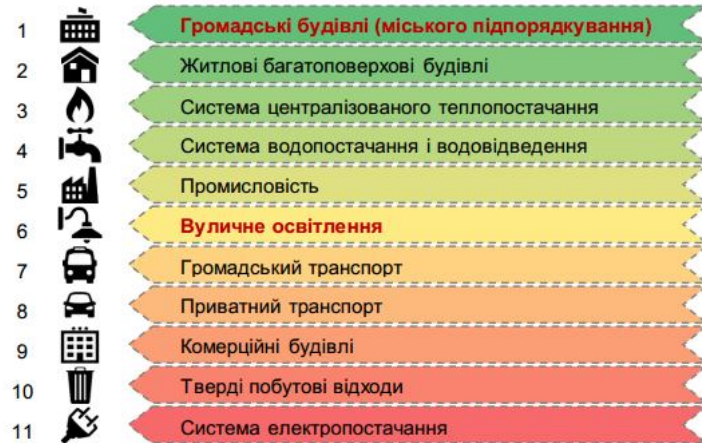 1 Громадські будівлі (міського підпорядкування)
2 Житлові багатоповерхові будівлі
3 Система централізованого теплопостачання
4 Система водопостачання і водовідведення
5 Промисловість
6 Вуличне освітлення
7 Громадський транспорт
8 Приватний транспорт
9 Комерційні будівлі
10 Тверді побутові відходи
11 Система електропостачання